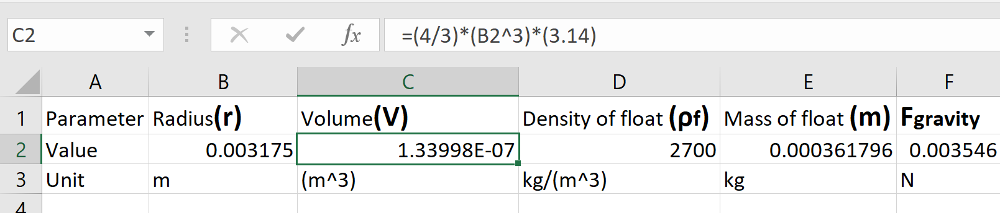 C2 fx =(4/3)*(B2^3)*(3.14)
A B C D E F
1 Parameter Radius(r) Volume(V) Density of float (ρf) Mass of float (m) Fgravity
2 Value 0.003175 1.33998E-07 2700 0.000361796 0.003546
3 Unit m (m^3) kg/(m^3) kg N
4